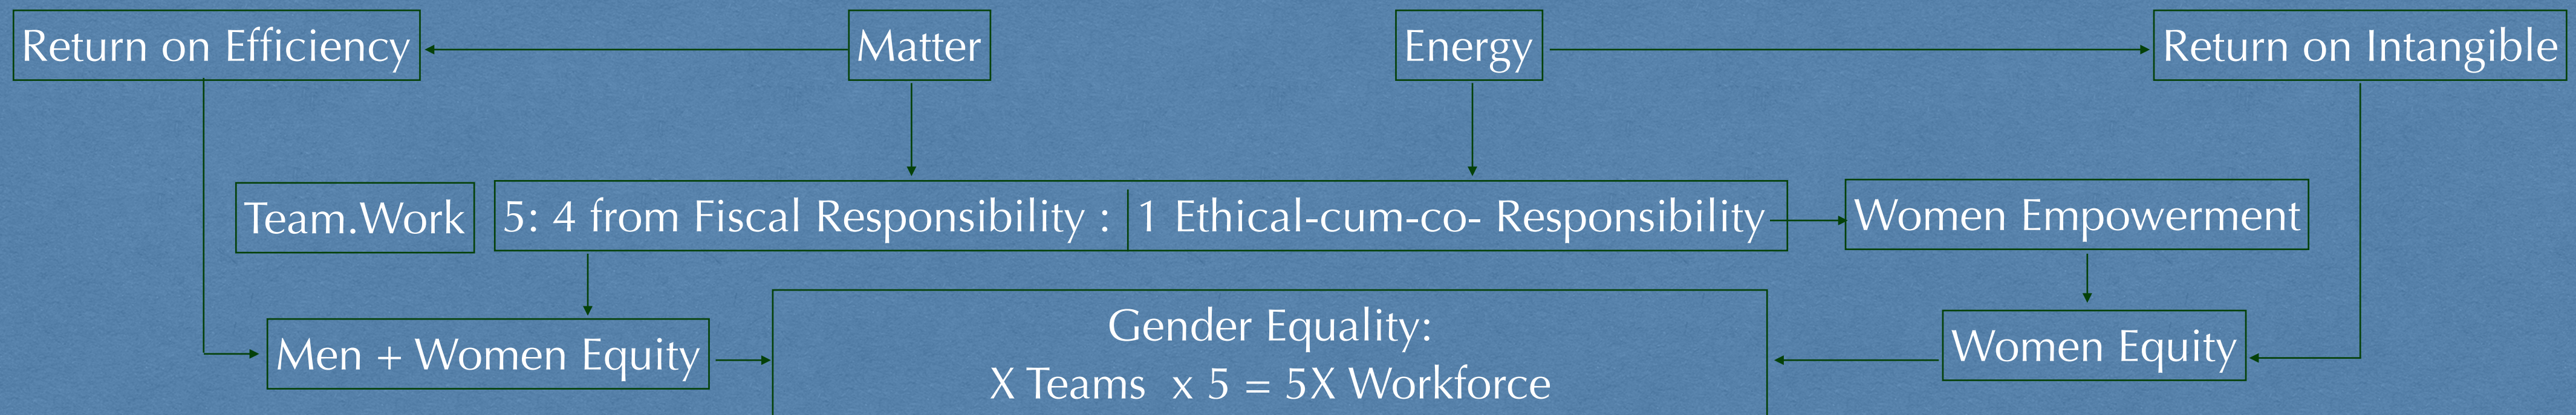 Return on Efficiency
Matter
Energy
Return on Intangible
Team.Work
5: 4 from Fiscal Responsibility :
1 Ethical-cum-co- Responsibility
Women Empowerment
Men + Women Equity
Gender Equality:
X Teams x 5 = 5X Workforce
Women Equity